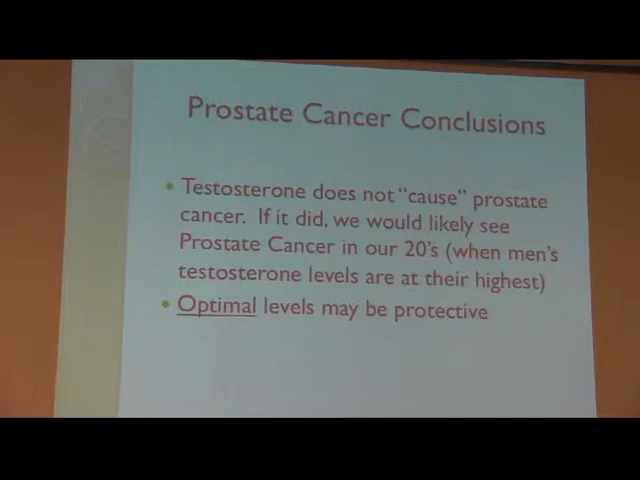 Prostate Cancer Conclusions
Testosterone does not "cause" prostate
cancer. If it did, we would likely see
Prostate Cancer in our 20's (when men's
testosterone levels are at their highest)
Optimal levels may be protective